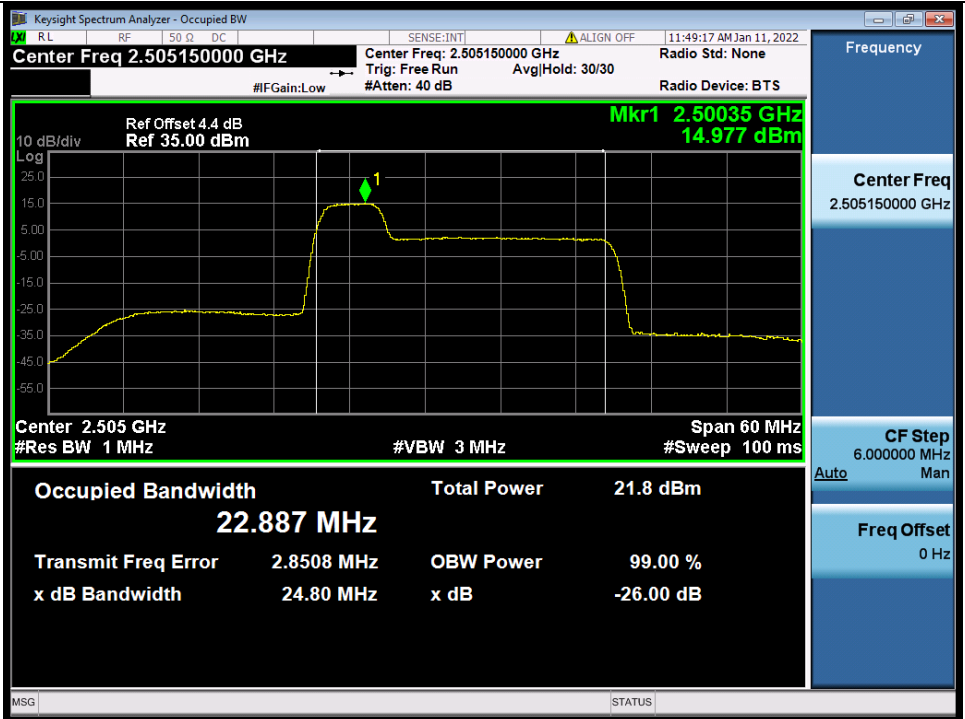 Keysight Spectrum Analyzer - Occupied BW
LXI RL RF 50 Ω DC SENSE:INT ALIGN OFF 11:49:17 AM Jan 11, 2022
Center Freq 2.505150000 GHz
Center Freq: 2.505150000 GHz
Radio Std: None
Trig: Free Run Avg|Hold: 30/30
#IFGain:Low
#Atten: 40 dB
Radio Device: BTS
Mkr1 2.50035 GHz
14.977 dBm
Ref Offset 4.4 dB
10 dB/div Ref 35.00 dBm
Log
25.0
15.0
5.00
-5.00
-15.0
-25.0
-35.0
-45.0
-55.0
1
Center 2.505 GHz
Span 60 MHz
#Res BW 1 MHz
#VBW 3 MHz
#Sweep 100 ms
Occupied Bandwidth
22.887 MHz
Total Power 21.8 dBm
Transmit Freq Error 2.8508 MHz
OBW Power 99.00 %
x dB Bandwidth 24.80 MHz
x dB -26.00 dB
Frequency
Center Freq
2.505150000 GHz
CF Step
6.000000 MHz
Auto Man
Freq Offset
0 Hz
MSG
STATUS